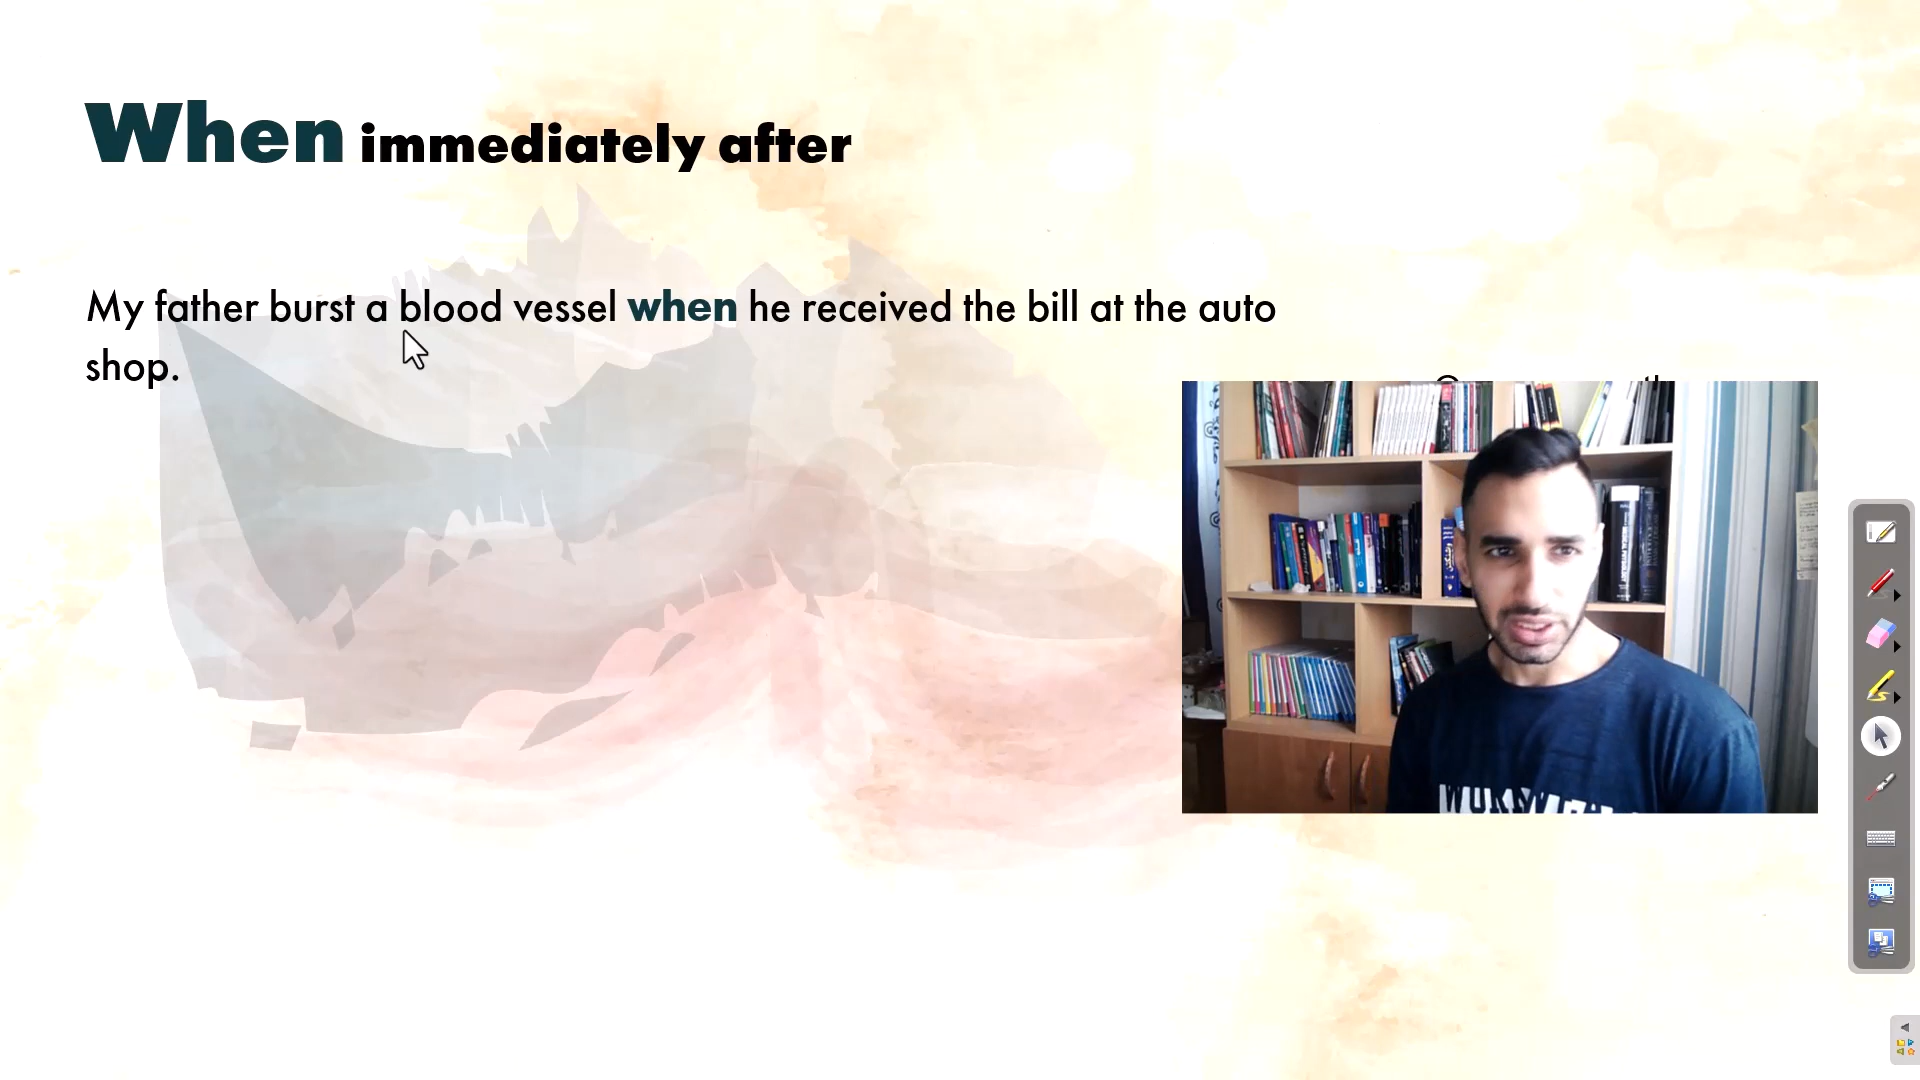 When immediately after
My father burst a blood vessel when he received the bill at the auto
shop.